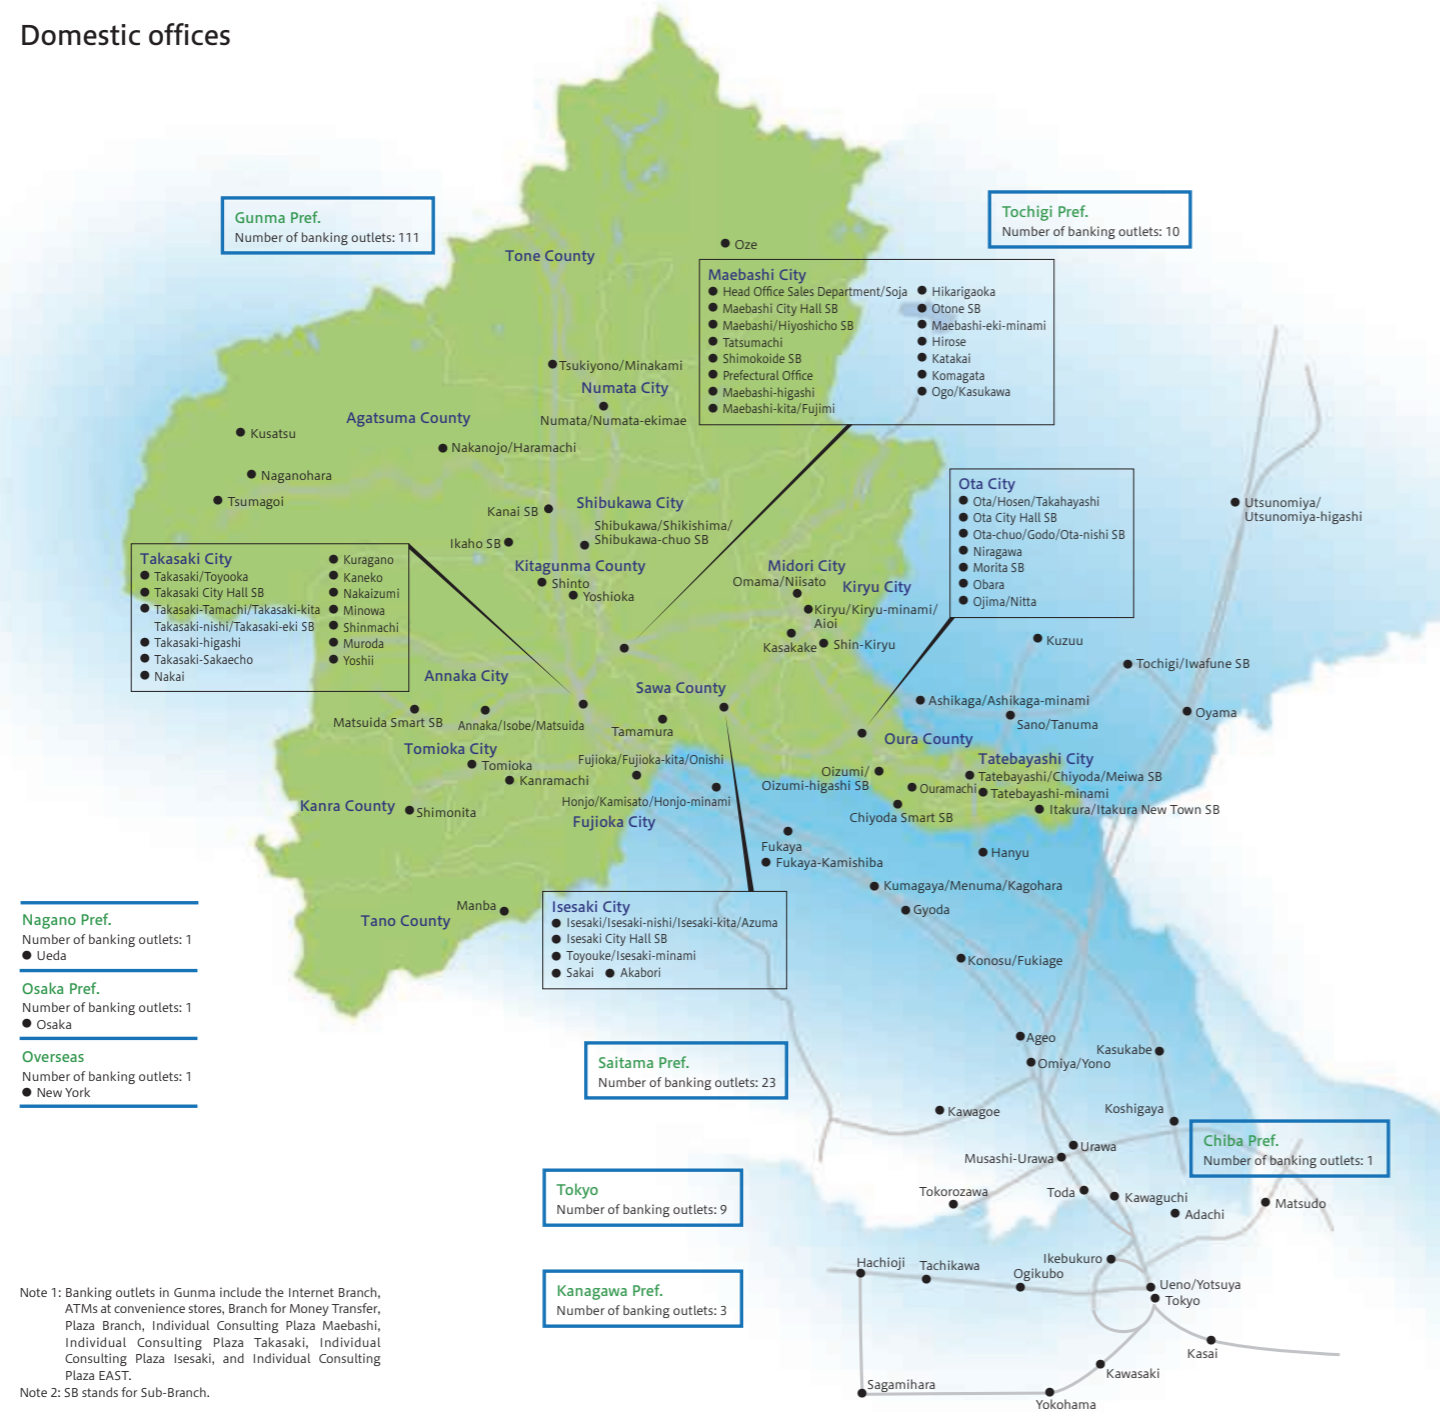 Domestic offices
Gunma Pref.
Number of banking outlets: 111
Tochigi Pref.
Number of banking outlets: 10
Tone County
Oze
Maebashi City
Head Office Sales Department/Soja
Maebashi City Hall SB
Maebashi/Hiyoshicho SB
Tatsumachi
Shimokoide SB
Prefectural Office
Maebashi-higashi
Maebashi-kita/Fujimi
Hikarigaoka
Otone SB
Maebashi-eki-minami
Hirose
Katakai
Komagata
Ogo/Kasukawa
Tsukiyono/Minakami
Numata City
Numata/Numata-ekimae
Agatsuma County
Kusatsu
Nakanojo/Haramachi
Naganohara
Tsumagoi
Kanai SB
Shibukawa City
Shibukawa/Shikishima/
Shibukawa-chuo SB
Ikaho SB
Kitagunma County
Shinto
Yoshioka
Ota City
Ota/Hosen/Takahayashi
Ota City Hall SB
Ota-chuo/Godo/Ota-nishi SB
Niragawa
Morita SB
Obara
Ojima/Nitta
Utsunomiya/
Utsunomiya-higashi
Takasaki City
Takasaki/Toyooka
Takasaki City Hall SB
Takasaki-Tamachi/Takasaki-kita
Takasaki-nishi/Takasaki-eki SB
Takasaki-higashi
Takasaki-Sakaecho
Nakai
Kuragano
Kaneko
Nakaizumi
Minowa
Shinmachi
Muroda
Yoshii
Midori City
Omama/Niisato
Kiryu City
Kiryu/Kiryu-minami/
Aioi
Kasakake
Shin-Kiryu
Kuzuu
Tochigi/Iwafune SB
Annaka City
Sawa County
Ashikaga/Ashikaga-minami
Oyama
Sano/Tanuma
Matsuida Smart SB
Annaka/Isobe/Matsuida
Tamamura
Oura County
Tomioka City
Tomioka
Kanramachi
Fujioka/Fujioka-kita/Onishi
Oizumi/
Oizumi-higashi SB
Tatebayashi City
Tatebayashi/Chiyoda/Meiwa SB
Ouramachi
Tatebayashi-minami
Kanra County
Shimonita
Honjo/Kamisato/Honjo-minami
Fujioka City
Chiyoda Smart SB
Itakura/Itakura New Town SB
Fukaya
Fukaya-Kamishiba
Hanyu
Kumagaya/Menuma/Kagohara
Gyoda
Tano County
Manba
Isesaki City
Isesaki/Isesaki-nishi/Isesaki-kita/Azuma
Isesaki City Hall SB
Toyouke/Isesaki-minami
Sakai Akabori
Konosu/Fukiage
Nagano Pref.
Number of banking outlets: 1
Ueda
Osaka Pref.
Number of banking outlets: 1
Osaka
Overseas
Number of banking outlets: 1
New York
Ageo
Omiya/Yono
Kasukabe
Saitama Pref.
Number of banking outlets: 23
Kawagoe
Koshigaya
Chiba Pref.
Number of banking outlets: 1
Urawa
Musashi-Urawa
Tokyo
Number of banking outlets: 9
Tokorozawa
Toda
Kawaguchi
Adachi
Matsudo
Kanagawa Pref.
Number of banking outlets: 3
Hachioji
Tachikawa
Ogikubo
Ikebukuro
Ueno/Yotsuya
Tokyo
Kasai
Kawasaki
Sagamihara
Yokohama
Note 1: Banking outlets in Gunma include the Internet Branch,
ATMs at convenience stores, Branch for Money Transfer,
Plaza Branch, Individual Consulting Plaza Maebashi,
Individual Consulting Plaza Takasaki, Individual
Consulting Plaza Isesaki, and Individual Consulting
Plaza EAST.
Note 2: SB stands for Sub-Branch.